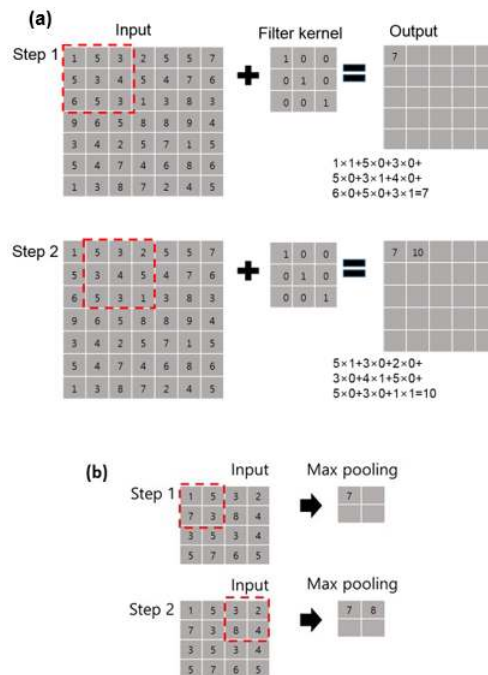 (a)
Input
Filter kernel
Output
Step 1
1 5 3 2 5 5 7
5 3 4 5 4 7 6
6 5 3 1 3 8 3
9 6 5 8 8 9 4
3 4 2 5 7 1 5
5 4 7 4 6 8 6
1 3 8 7 2 4 5
+
1 0 0
0 1 0
0 0 1
=
7
1×1+5×0+3×0+
5×0+3×1+4×0+
6×0+5×0+3×1=7
Step 2
1 5 3 2 5 5 7
5 3 4 5 4 7 6
6 5 3 1 3 8 3
9 6 5 8 8 9 4
3 4 2 5 7 1 5
5 4 7 4 6 8 6
1 3 8 7 2 4 5
+
1 0 0
0 1 0
0 0 1
=
7 10
5×1+3×0+2×0+
3×0+4×1+5×0+
5×0+3×0+1×1=10
(b)
Input
Max pooling
Step 1
1 5 3 2
7 3 8 4
3 5 3 4
5 7 6 5
7
Input
Max pooling
Step 2
1 5 3 2
7 3 8 4
3 5 3 4
5 7 6 5
7 8